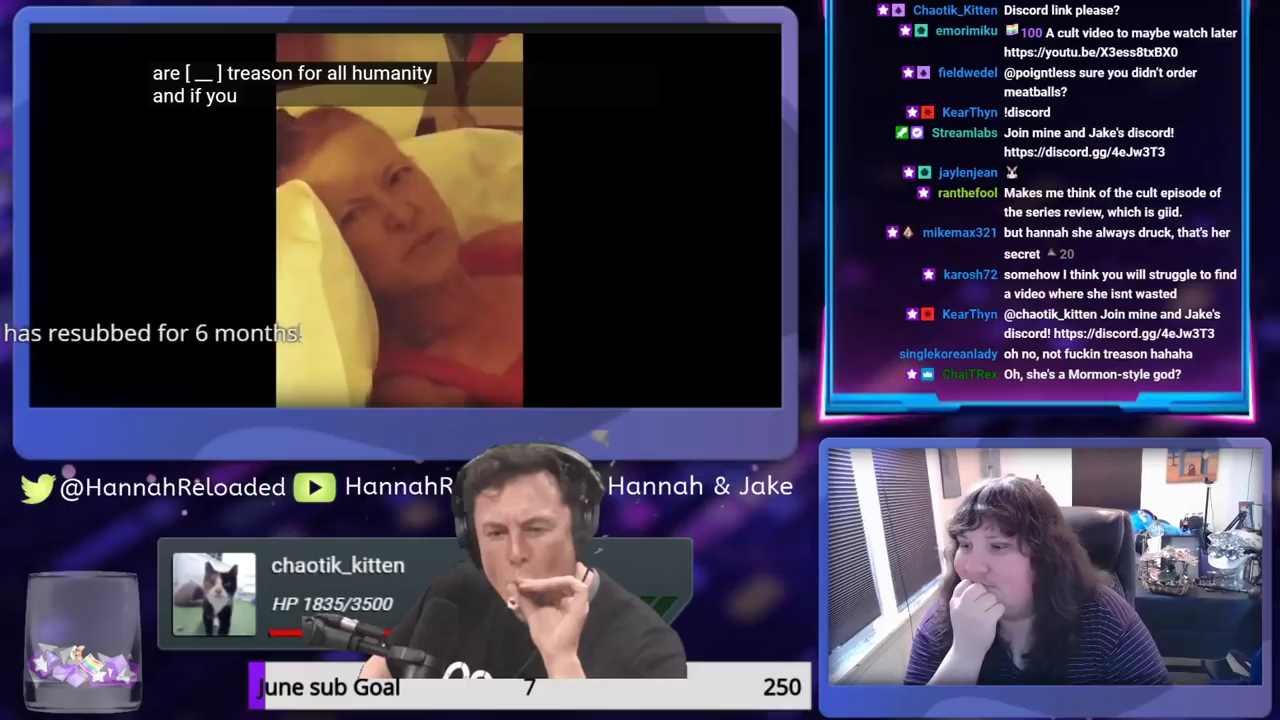 are [ __ ] treason for all humanity
and if you
has resubbed for 6 months!
@HannahReloaded
HannahR
Hannah & Jake
chaotik_kitten
HP 1835/3500
June sub Goal
7
250
Chaotik_Kitten Discord link please?
emorimiku 100 A cult video to maybe watch later
https://youtu.be/X3ess8txBX0
fieldwedel @poigntless sure you didn't order
meatballs?
KearThyn !discord
Streamlabs Join mine and Jake's discord!
https://discord.gg/4eJw3T3
jaylenjean
ranthefool Makes me think of the cult episode of
the series review, which is giid.
mikemax321 but hannah she always druck, that's her
secret 20
karosh72 somehow I think you will struggle to find
a video where she isnt wasted
KearThyn @chaotik_kitten Join mine and Jake's
discord! https://discord.gg/4eJw3T3
singlekoreanlady oh no, not fuckin treason hahaha
ChaiTRex Oh, she's a Mormon-style god?